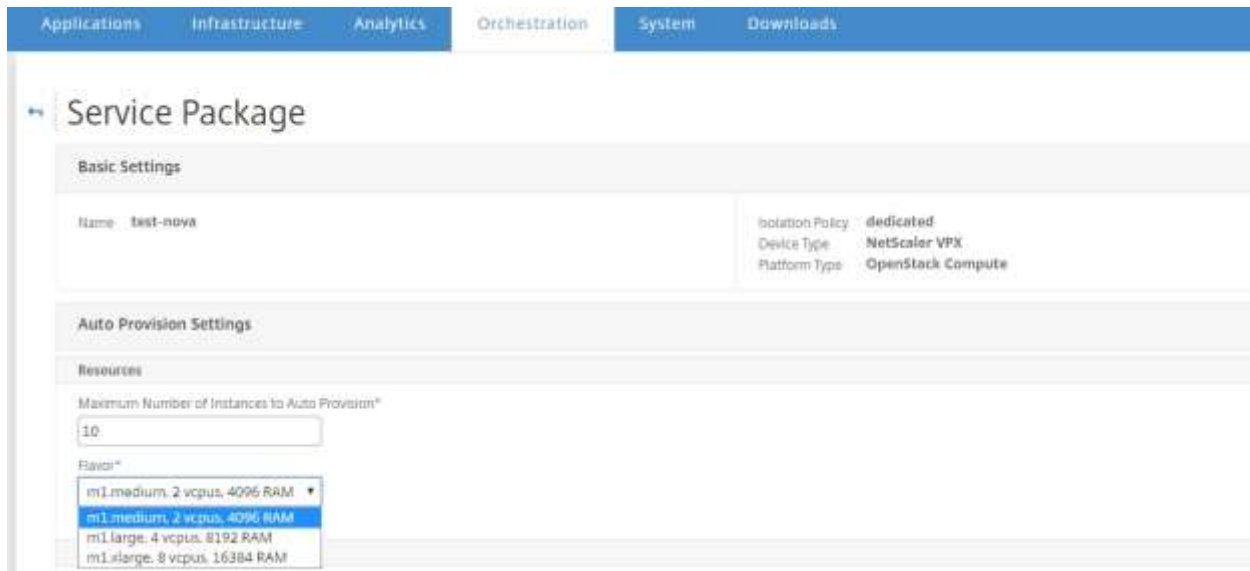 Applications Infrastructure Analytics Orchestration System Downloads
Service Package
Basic Settings
Name test-nova
Isolation Policy dedicated
Device Type NetScaler VPX
Platform Type OpenStack Compute
Auto Provision Settings
Resources
Maximum Number of Instances to Auto Provision*
10
Flavor*
m1.medium, 2 vcpus, 4096 RAM
m1.medium, 2 vcpus, 4096 RAM
m1.large, 4 vcpus, 8192 RAM
m1.xlarge, 8 vcpus, 16384 RAM